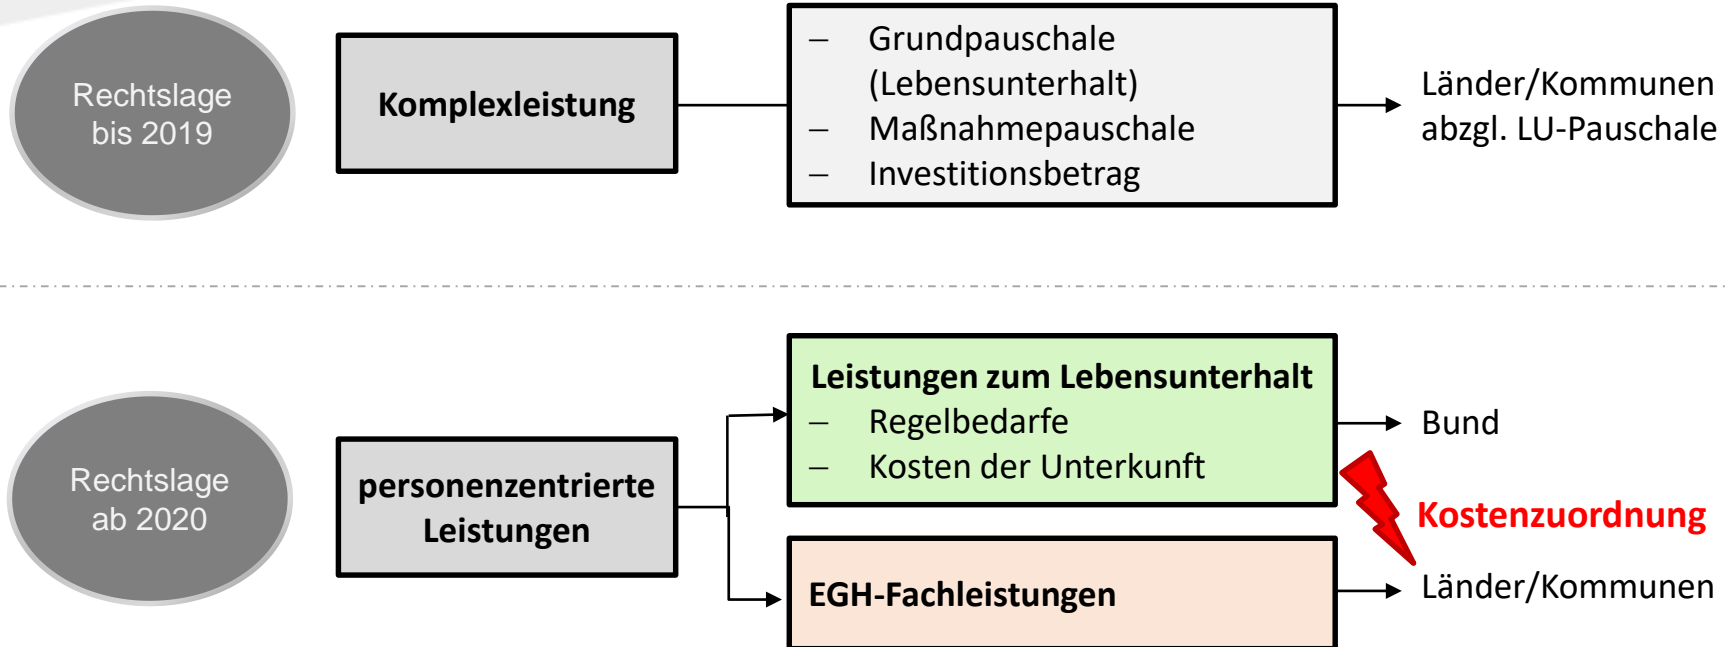 Rechtslage
bis 2019
Komplexleistung
– Grundpauschale
(Lebensunterhalt)
– Maßnahmepauschale
– Investitionsbetrag
Länder/Kommunen
abzgl. LU-Pauschale
Rechtslage
ab 2020
personenzentrierte
Leistungen
Leistungen zum Lebensunterhalt
– Regelbedarfe
– Kosten der Unterkunft
Bund
Kostenzuordnung
EGH-Fachleistungen
Länder/Kommunen